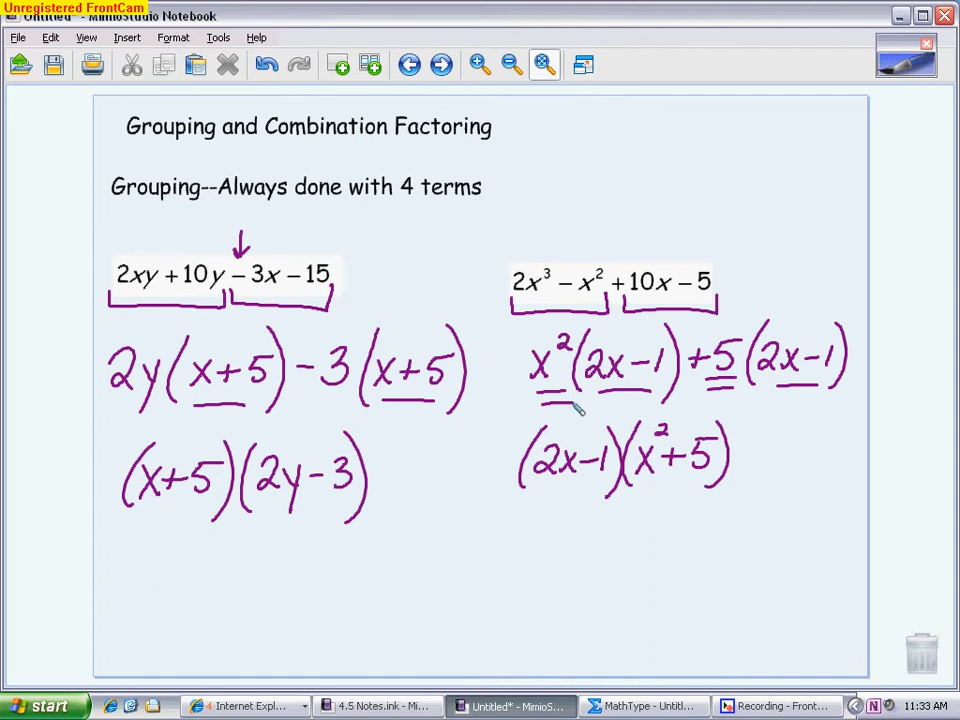 Unregistered FrontCam
Untitled* - MimioStudio Notebook
File Edit View Insert Format Tools Help
Grouping and Combination Factoring
Grouping--Always done with 4 terms
2xy + 10y − 3x − 15
2x³ − x² + 10x − 5
2y(x+5) − 3(x+5)
x²(2x−1) + 5(2x−1)
(x+5)(2y−3)
(2x−1)(x²+5)
start
4 Internet Expl...
4.5 Notes.ink - Mi...
Untitled* - MimioS...
MathType - Untitl...
Recording - Front...
N
11:33 AM